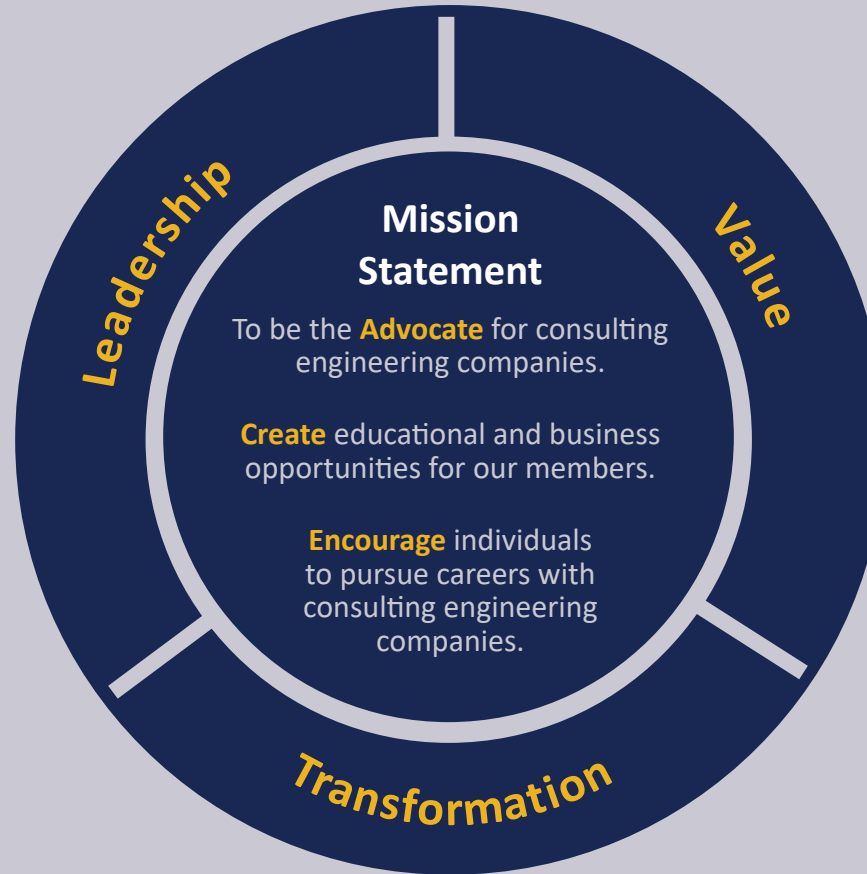 Leadership
Value
Mission
Statement
To be the Advocate for consulting
engineering companies.
Create educational and business
opportunities for our members.
Encourage individuals
to pursue careers with
consulting engineering
companies.
Transformation